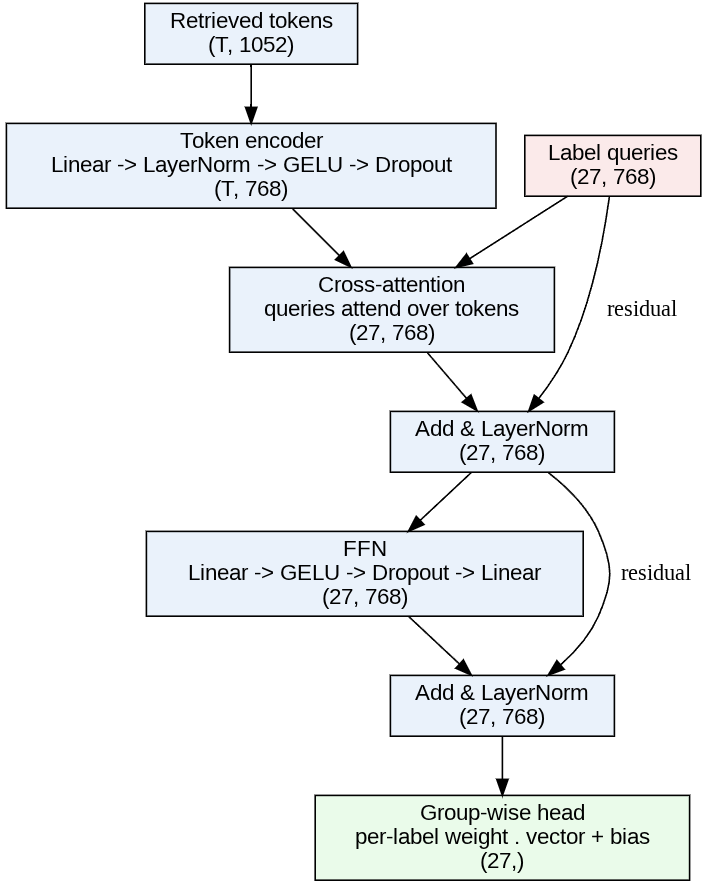 Retrieved tokens
(T, 1052)
Token encoder
Linear -> LayerNorm -> GELU -> Dropout
(T, 768)
Label queries
(27, 768)
Cross-attention
queries attend over tokens
(27, 768)
residual
Add & LayerNorm
(27, 768)
FFN
Linear -> GELU -> Dropout -> Linear
(27, 768)
residual
Add & LayerNorm
(27, 768)
Group-wise head
per-label weight . vector + bias
(27,)